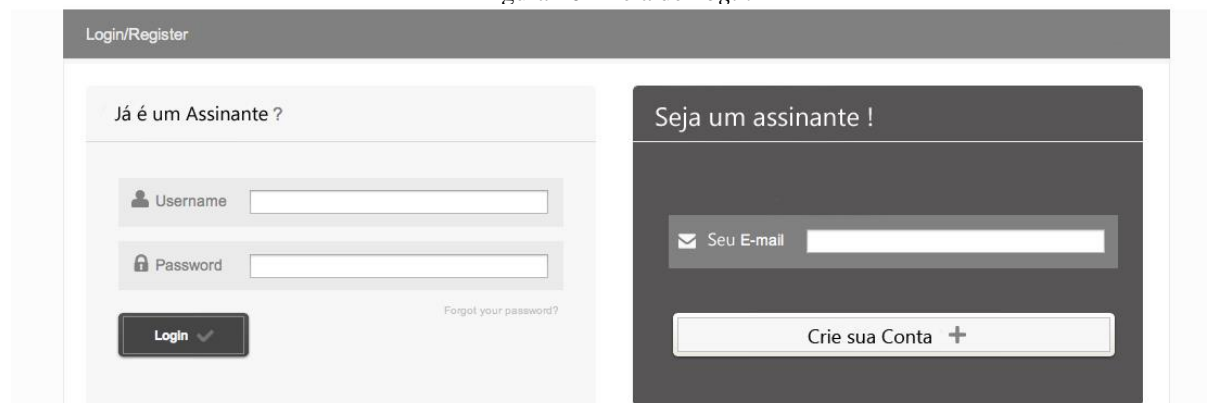 Login/Register
Já é um Assinante ?
Username
Password
Forgot your password?
Login
Seja um assinante !
Seu E-mail
Crie sua Conta